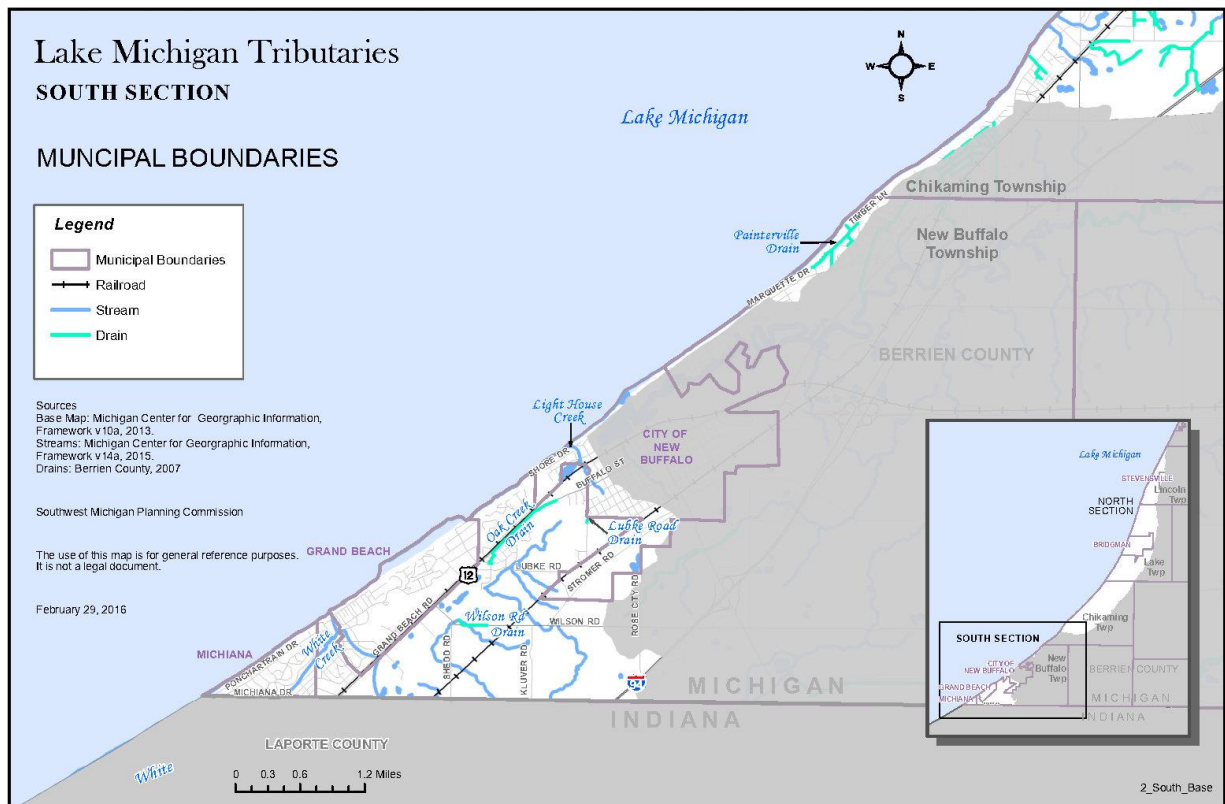 Lake Michigan Tributaries
SOUTH SECTION
MUNCIPAL BOUNDARIES
Legend
Municipal Boundaries
Railroad
Stream
Drain
Sources
Base Map: Michigan Center for Georgraphic Information,
Framework v10a, 2013.
Streams: Michigan Center for Georgraphic Information,
Framework v14a, 2015.
Drains: Berrien County, 2007
Southwest Michigan Planning Commission
The use of this map is for general reference purposes.
It is not a legal document.
February 29, 2016
N
W
E
S
Lake Michigan
Chikaming Township
TIMBER LN
Painterville
Drain
New Buffalo
Township
MARQUETTE DR
BERRIEN COUNTY
Light House
Creek
CITY OF
NEW
BUFFALO
SHORE DR
BUFFALO ST
Oak Creek
Drain
Lubke Road
Drain
GRAND BEACH
12
LUBKE RD
STROMER RD
ROSE CITY RD
GRAND BEACH RD
Wilson Rd
Drain
WILSON RD
White
Creek
MICHIANA
PONCHARTRAIN DR
MICHIANA DR
SHEDD RD
KLUVER RD
94
MICHIGAN
INDIANA
LAPORTE COUNTY
White
0 0.3 0.6 1.2 Miles
Lake Michigan
STEVENSVILLE
NORTH
SECTION
Lincoln
Twp
BRIDGMAN
Lake
Twp
Chikaming
Twp
SOUTH SECTION
CITY OF
NEW BUFFALO
New
Buffalo
Twp
BERRIEN COUNTY
GRAND BEACH
MICHIANA
MICHIGAN
INDIANA
2_South_Base